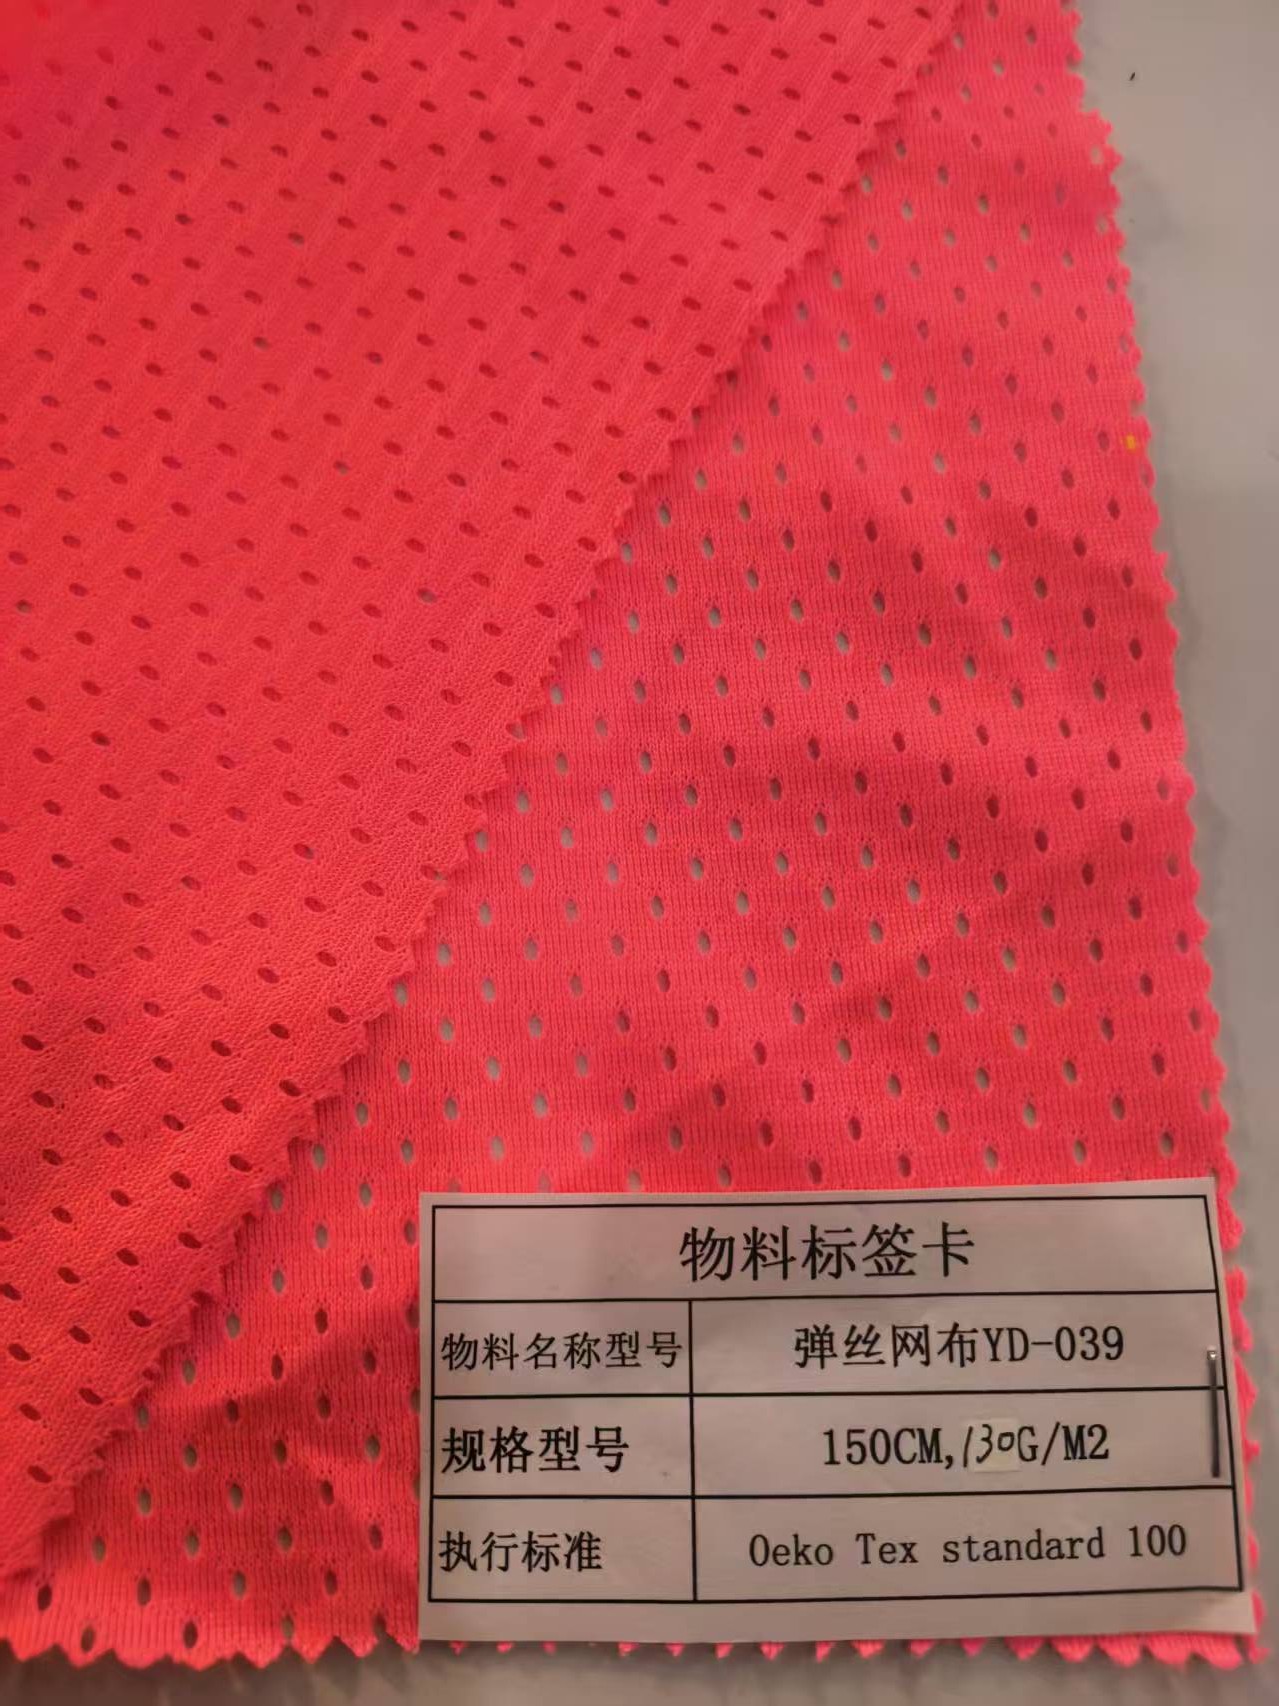 物料标签卡
物料名称型号 弹丝网布YD-039
规格型号 150CM,130G/M2
执行标准 Oeko Tex standard 100